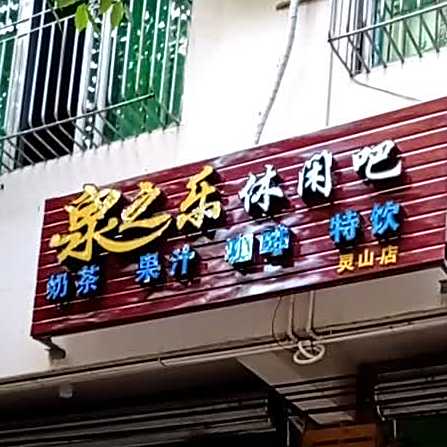 泉之乐休闲吧
奶茶 果汁 咖啡 特饮
灵山店